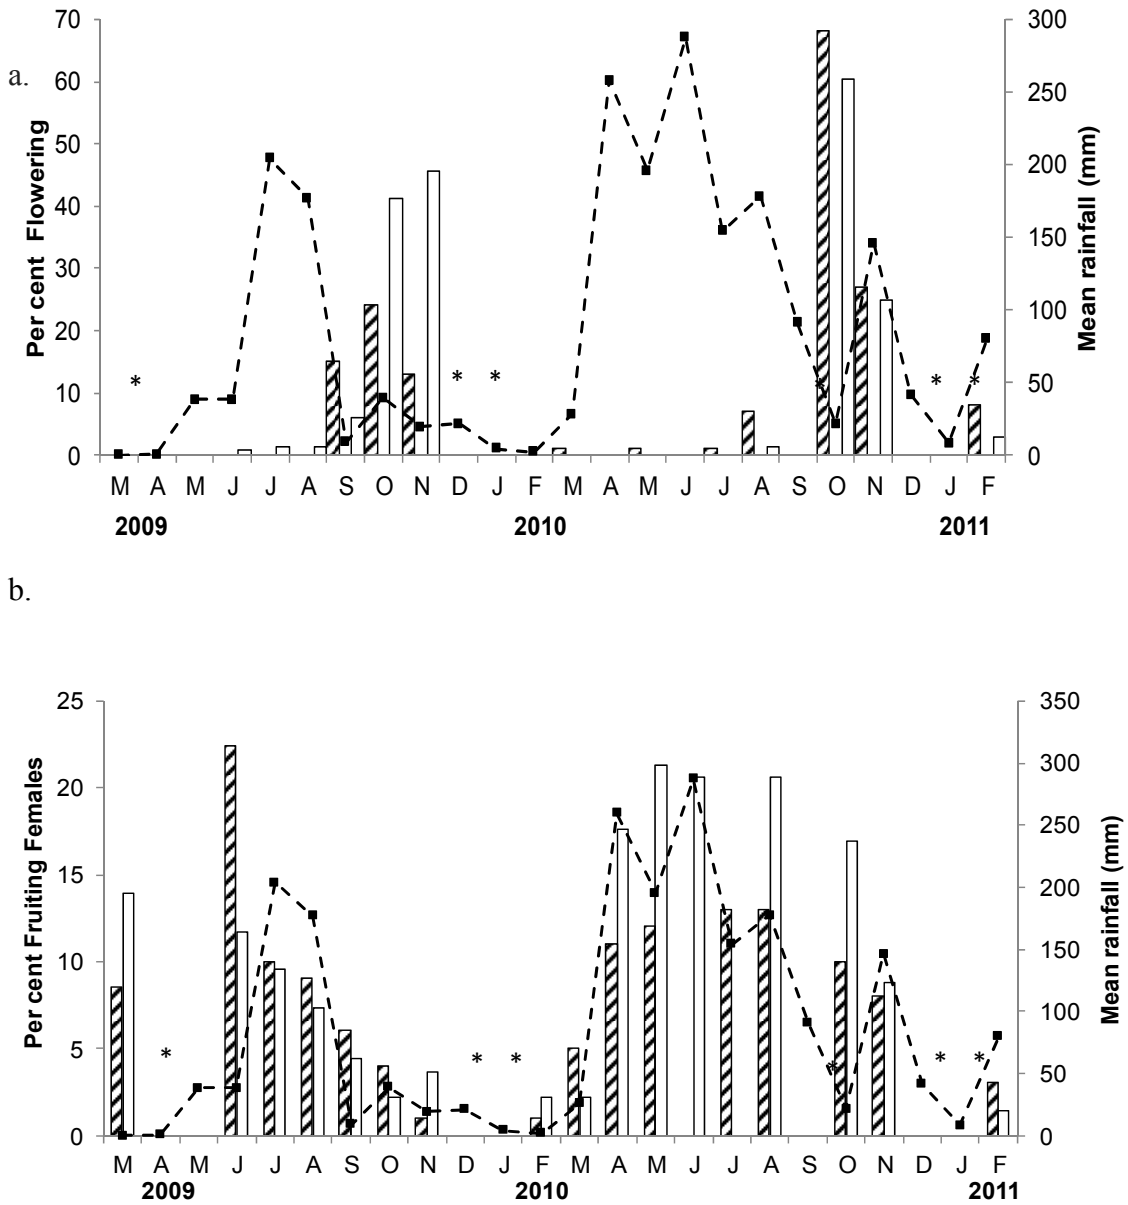 a.
Per cent Flowering
70
60
50
40
30
20
10
0
300
250
200
150
100
50
0
Mean rainfall (mm)
* * * * * *
M A M J J A S O N D J F M A M J J A S O N D J F
2009 2010 2011
b.
Per cent Fruiting Females
25
20
15
10
5
0
350
300
250
200
150
100
50
0
Mean rainfall (mm)
* * * * * *
M A M J J A S O N D J F M A M J J A S O N D J F
2009 2010 2011